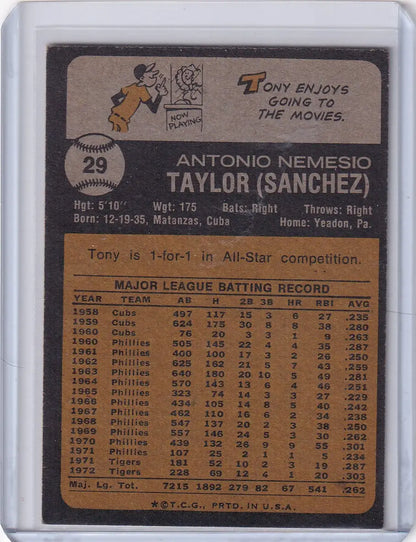 NOW
PLAYING
TONY ENJOYS
GOING TO
THE MOVIES.
29
ANTONIO NEMESIO
TAYLOR (SANCHEZ)
Hgt: 5'10" Wgt: 175 Bats: Right Throws: Right
Born: 12-19-35, Matanzas, Cuba Home: Yeadon, Pa.
Tony is 1-for-1 in All-Star competition.
MAJOR LEAGUE BATTING RECORD
YEAR TEAM AB H 2B 3B HR RBI AVG
1958 Cubs 497 117 15 3 6 27 .235
1959 Cubs 624 175 30 8 8 38 .280
1960 Cubs 76 20 3 3 1 9 .263
1960 Phillies 505 145 22 4 4 35 .287
1961 Phillies 400 100 17 3 2 26 .250
1962 Phillies 625 162 21 5 7 43 .259
1963 Phillies 640 180 20 10 5 49 .281
1964 Phillies 570 143 13 6 4 46 .251
1965 Phillies 323 74 14 3 3 27 .229
1966 Phillies 434 105 14 8 5 40 .242
1967 Phillies 462 110 16 6 2 34 .238
1968 Phillies 547 137 20 2 3 38 .250
1969 Phillies 557 146 24 5 3 30 .262
1970 Phillies 439 132 26 9 9 55 .301
1971 Phillies 107 25 2 1 1 5 .234
1971 Tigers 181 52 10 2 3 19 .287
1972 Tigers 228 69 12 4 1 20 .303
Maj. Lg. Tot. 7215 1892 279 82 67 541 .262
*©T.C.G., PRTD. IN U.S.A.